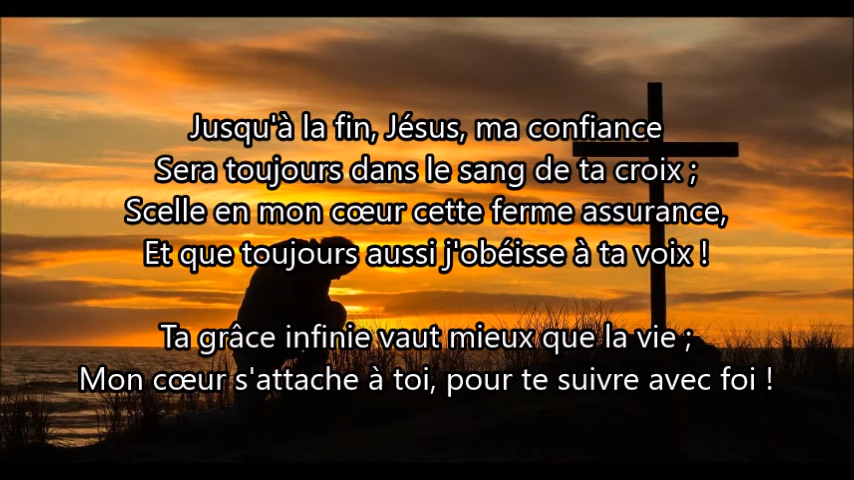 Jusqu'à la fin, Jésus, ma confiance
Sera toujours dans le sang de ta croix ;
Scelle en mon cœur cette ferme assurance,
Et que toujours aussi j'obéisse à ta voix !
Ta grâce infinie vaut mieux que la vie ;
Mon cœur s'attache à toi, pour te suivre avec foi !